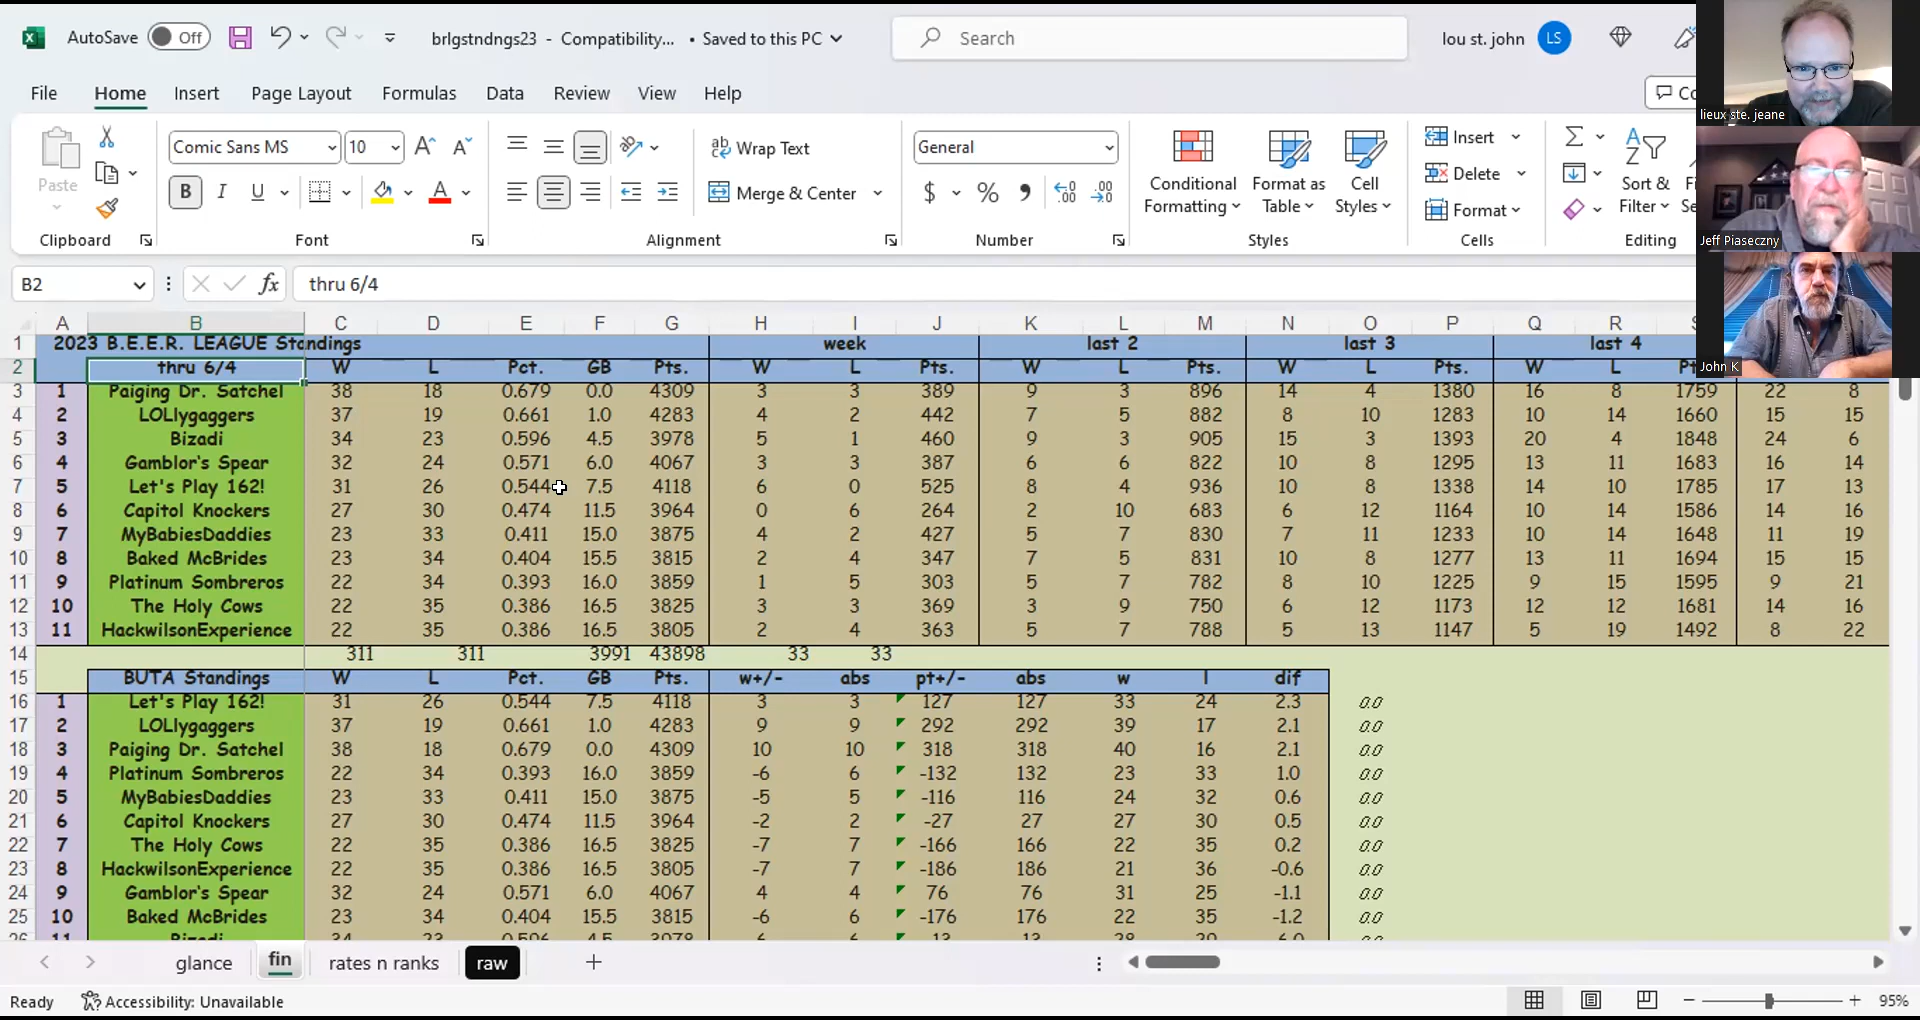 AutoSave Off brlgstndngs23 - Compatibility... • Saved to this PC Search lou st. john LS
File Home Insert Page Layout Formulas Data Review View Help
Paste
Comic Sans MS 10
B I U A
ab Wrap Text
Merge & Center
General
$ % 9
Conditional Formatting
Format as Table
Cell Styles
Insert
Delete
Format
Sort & Filter
Clipboard Font Alignment Number Styles Cells Editing
lieux ste. jeane
Jeff Piaseczny
John K
B2 fx thru 6/4
A B C D E F G H I J K L M N O P Q R
1 2023 B.E.E.R. LEAGUE Standings week last 2 last 3 last 4
2 thru 6/4 W L Pct. GB Pts. W L Pts. W L Pts. W L Pts. W L
3 1 Paiging Dr. Satchel 38 18 0.679 0.0 4309 3 3 389 9 3 896 14 4 1380 16 8 1759 22 8
4 2 LOLlygaggers 37 19 0.661 1.0 4283 4 2 442 7 5 882 8 10 1283 10 14 1660 15 15
5 3 Bizadi 34 23 0.596 4.5 3978 5 1 460 9 3 905 15 3 1393 20 4 1848 24 6
6 4 Gamblor's Spear 32 24 0.571 6.0 4067 3 3 387 6 6 822 10 8 1295 13 11 1683 16 14
7 5 Let's Play 162! 31 26 0.544 7.5 4118 6 0 525 8 4 936 10 8 1338 14 10 1785 17 13
8 6 Capitol Knockers 27 30 0.474 11.5 3964 0 6 264 2 10 683 6 12 1164 10 14 1586 14 16
9 7 MyBabiesDaddies 23 33 0.411 15.0 3875 4 2 427 5 7 830 7 11 1233 10 14 1648 11 19
10 8 Baked McBrides 23 34 0.404 15.5 3815 2 4 347 7 5 831 10 8 1277 13 11 1694 15 15
11 9 Platinum Sombreros 22 34 0.393 16.0 3859 1 5 303 5 7 782 8 10 1225 9 15 1595 9 21
12 10 The Holy Cows 22 35 0.386 16.5 3825 3 3 369 3 9 750 6 12 1173 12 12 1681 14 16
13 11 HackwilsonExperience 22 35 0.386 16.5 3805 2 4 363 5 7 788 5 13 1147 5 19 1492 8 22
14 311 311 3991 43898 33 33
15 BUTA Standings W L Pct. GB Pts. w+/- abs pt+/- abs w l dif
16 1 Let's Play 162! 31 26 0.544 7.5 4118 3 3 127 127 33 24 2.3 0.0
17 2 LOLlygaggers 37 19 0.661 1.0 4283 9 9 292 292 39 17 2.1 0.0
18 3 Paiging Dr. Satchel 38 18 0.679 0.0 4309 10 10 318 318 40 16 2.1 0.0
19 4 Platinum Sombreros 22 34 0.393 16.0 3859 -6 6 -132 132 23 33 1.0 0.0
20 5 MyBabiesDaddies 23 33 0.411 15.0 3875 -5 5 -116 116 24 32 0.6 0.0
21 6 Capitol Knockers 27 30 0.474 11.5 3964 -2 2 -27 27 27 30 0.5 0.0
22 7 The Holy Cows 22 35 0.386 16.5 3825 -7 7 -166 166 22 35 0.2 0.0
23 8 HackwilsonExperience 22 35 0.386 16.5 3805 -7 7 -186 186 21 36 -0.6 0.0
24 9 Gamblor's Spear 32 24 0.571 6.0 4067 4 4 76 76 31 25 -1.1 0.0
25 10 Baked McBrides 23 34 0.404 15.5 3815 -6 6 -176 176 22 35 -1.2 0.0
glance fin rates n ranks raw
Ready Accessibility: Unavailable 95%